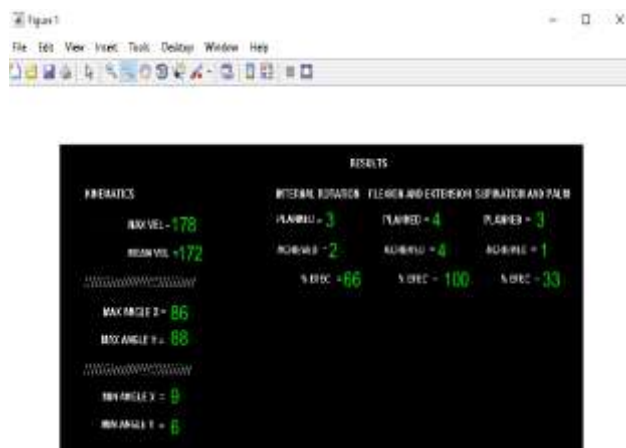 Figure 1
File Edit View Insert Tools Desktop Window Help
RESULTS
KINEMATICS
MAX VEL = 178
MEAN VEL = 172
MAX ANGLE X = 86
MAX ANGLE Y = 88
MIN ANGLE X = 9
MIN ANGLE Y = 6
INTERNAL ROTATION
PLANNED = 3
ACHIEVED = 2
% EFEC = 66
FLEXION AND EXTENSION
PLANNED = 4
ACHIEVED = 4
% EFEC = 100
SUPINATION AND PALM
PLANNED = 3
ACHIEVED = 1
% EFEC = 33